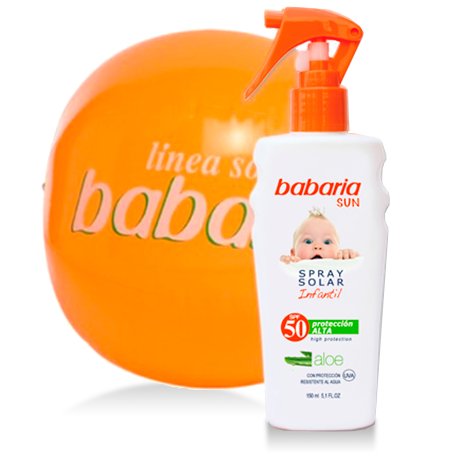 linea so
baba
babaria
SUN
SPRAY
SOLAR
Infantil
SPF
50
protección
ALTA
high protection
aloe
CON PROTECCIÓN
RESISTENTE AL AGUA
UVA
150 ml 5.1 FL.OZ